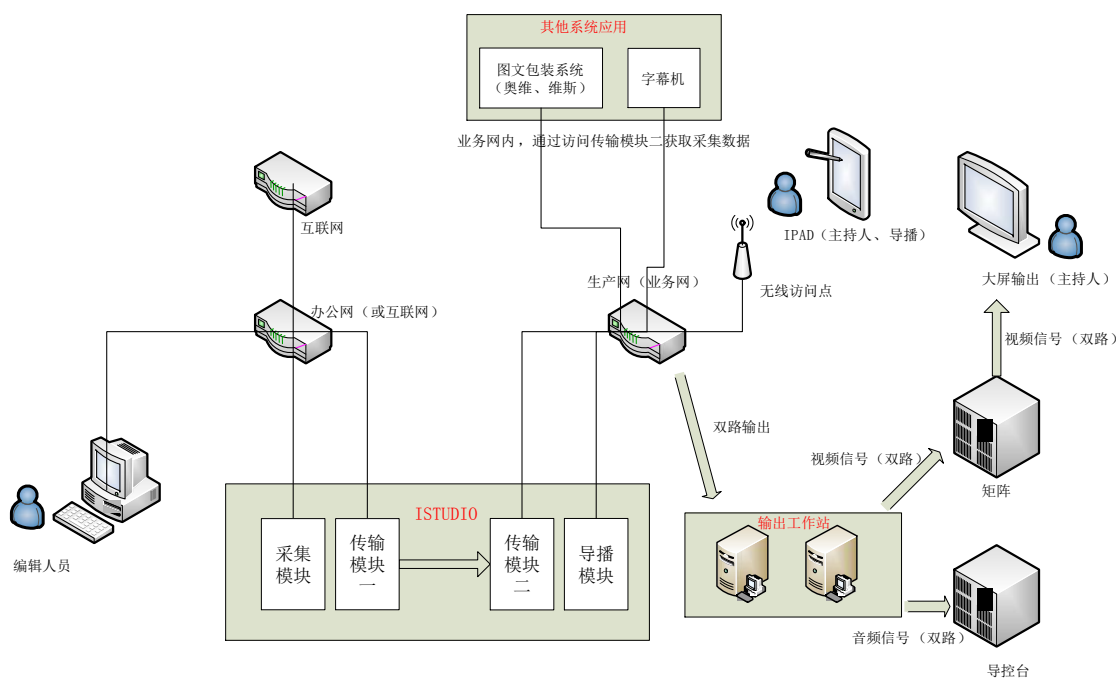 其他系统应用
图文包装系统
（奥维、维斯）
字幕机
业务网内，通过访问传输模块二获取采集数据
互联网
IPAD（主持人、导播）
生产网（业务网）
无线访问点
大屏输出（主持人）
办公网（或互联网）
视频信号（双路）
双路输出
视频信号（双路）
矩阵
编辑人员
ISTUDIO
采集
模块
传输
模块
一
传输
模块
二
导播
模块
输出工作站
音频信号（双路）
导控台